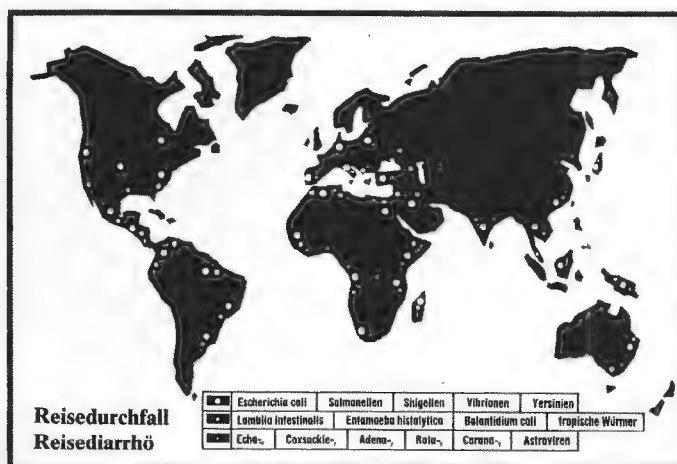 Reisedurchfall
Reisediarrhö
Escherichia coli Salmonellen Shigellen Vibrionen Yersinien
Lamblia intestinalis Entamoeba histolytica Balantidium coli tropische Würmer
Echo-, Coxsackie-, Adeno-, Rota-, Corona-, Astroviren